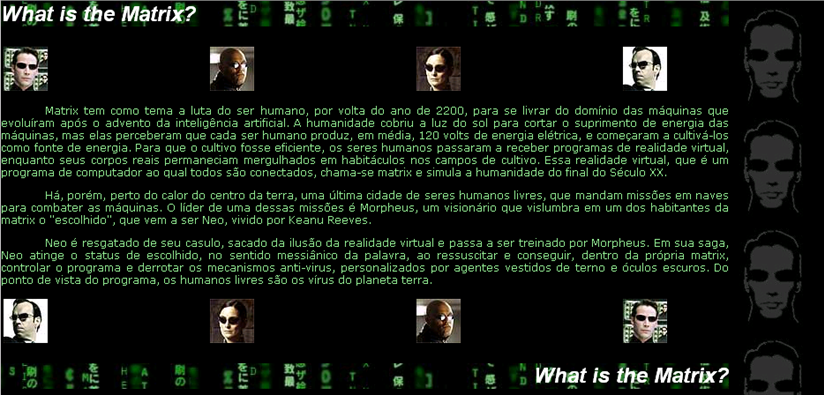 What is the Matrix?
Matrix tem como tema a luta do ser humano, por volta do ano de 2200, para se livrar do domínio das máquinas que
evoluíram após o advento da inteligência artificial. A humanidade cobriu a luz do sol para cortar o suprimento de energia das
máquinas, mas elas perceberam que cada ser humano produz, em média, 120 volts de energia elétrica, e começaram a cultivá-los
como fonte de energia. Para que o cultivo fosse eficiente, os seres humanos passaram a receber programas de realidade virtual,
enquanto seus corpos reais permaneciam mergulhados em habitáculos nos campos de cultivo. Essa realidade virtual, que é um
programa de computador ao qual todos são conectados, chama-se matrix e simula a humanidade do final do Século XX.
Há, porém, perto do calor do centro da terra, uma última cidade de seres humanos livres, que mandam missões em naves
para combater as máquinas. O líder de uma dessas missões é Morpheus, um visionário que vislumbra em um dos habitantes da
matrix o "escolhido", que vem a ser Neo, vivido por Keanu Reeves.
Neo é resgatado de seu casulo, sacado da ilusão da realidade virtual e passa a ser treinado por Morpheus. Em sua saga,
Neo atinge o status de escolhido, no sentido messiânico da palavra, ao ressuscitar e conseguir, dentro da própria matrix,
controlar o programa e derrotar os mecanismos anti-virus, personalizados por agentes vestidos de terno e óculos escuros. Do
ponto de vista do programa, os humanos livres são os vírus do planeta terra.
What is the Matrix?